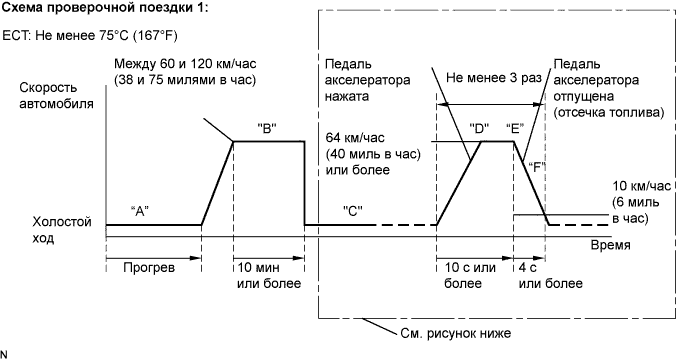 Схема проверочной поездки 1:
ECT: Не менее 75°C (167°F)
Между 60 и 120 км/час
(38 и 75 милями в час)
Скорость
автомобиля
"B"
"A"
Холостой
ход
Прогрев
10 мин
или более
Педаль
акселератора
нажата
Не менее 3 раз
Педаль
акселератора
отпущена
(отсечка топлива)
64 км/час
(40 миль в час)
или более
"D"
"E"
"F"
"C"
10 км/час
(6 миль
в час)
Время
10 с или
более
4 с
или более
См. рисунок ниже
N